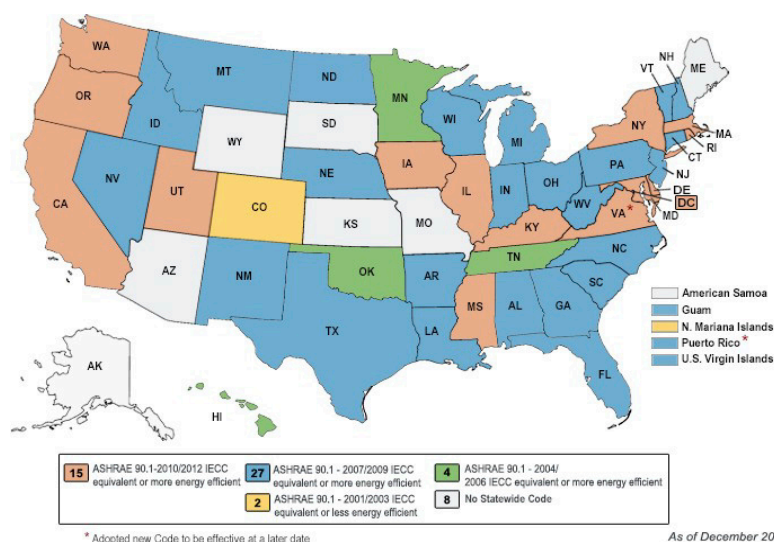 WA
NH
ME
VT
MT
ND
MN
OR
ID
WI
SD
NY
MA
WY
MI
RI
CT
IA
PA
NJ
NE
NV
OH
IL
IN
DE
UT
DC
CA
CO
WV
VA *
MD
KS
MO
KY
NC
TN
AZ
OK
NM
AR
SC
American Samoa
MS
AL
GA
Guam
N. Mariana Islands
TX
LA
Puerto Rico *
U.S. Virgin Islands
AK
FL
HI
15 ASHRAE 90.1-2010/2012 IECC
equivalent or more energy efficient
27 ASHRAE 90.1 - 2007/2009 IECC
equivalent or more energy efficient
4 ASHRAE 90.1 - 2004/
2006 IECC equivalent or more energy efficient
2 ASHRAE 90.1 - 2001/2003 IECC
equivalent or less energy efficient
8 No Statewide Code
* Adopted new Code to be effective at a later date
As of December 20